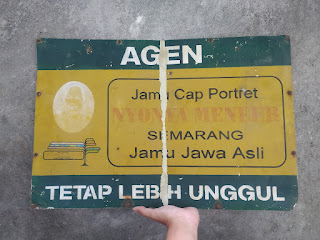 AGEN
Jamu Cap Portret
NYONYA MENEER
SEMARANG
Jamu Jawa Asli
TETAP LEBIH UNGGUL